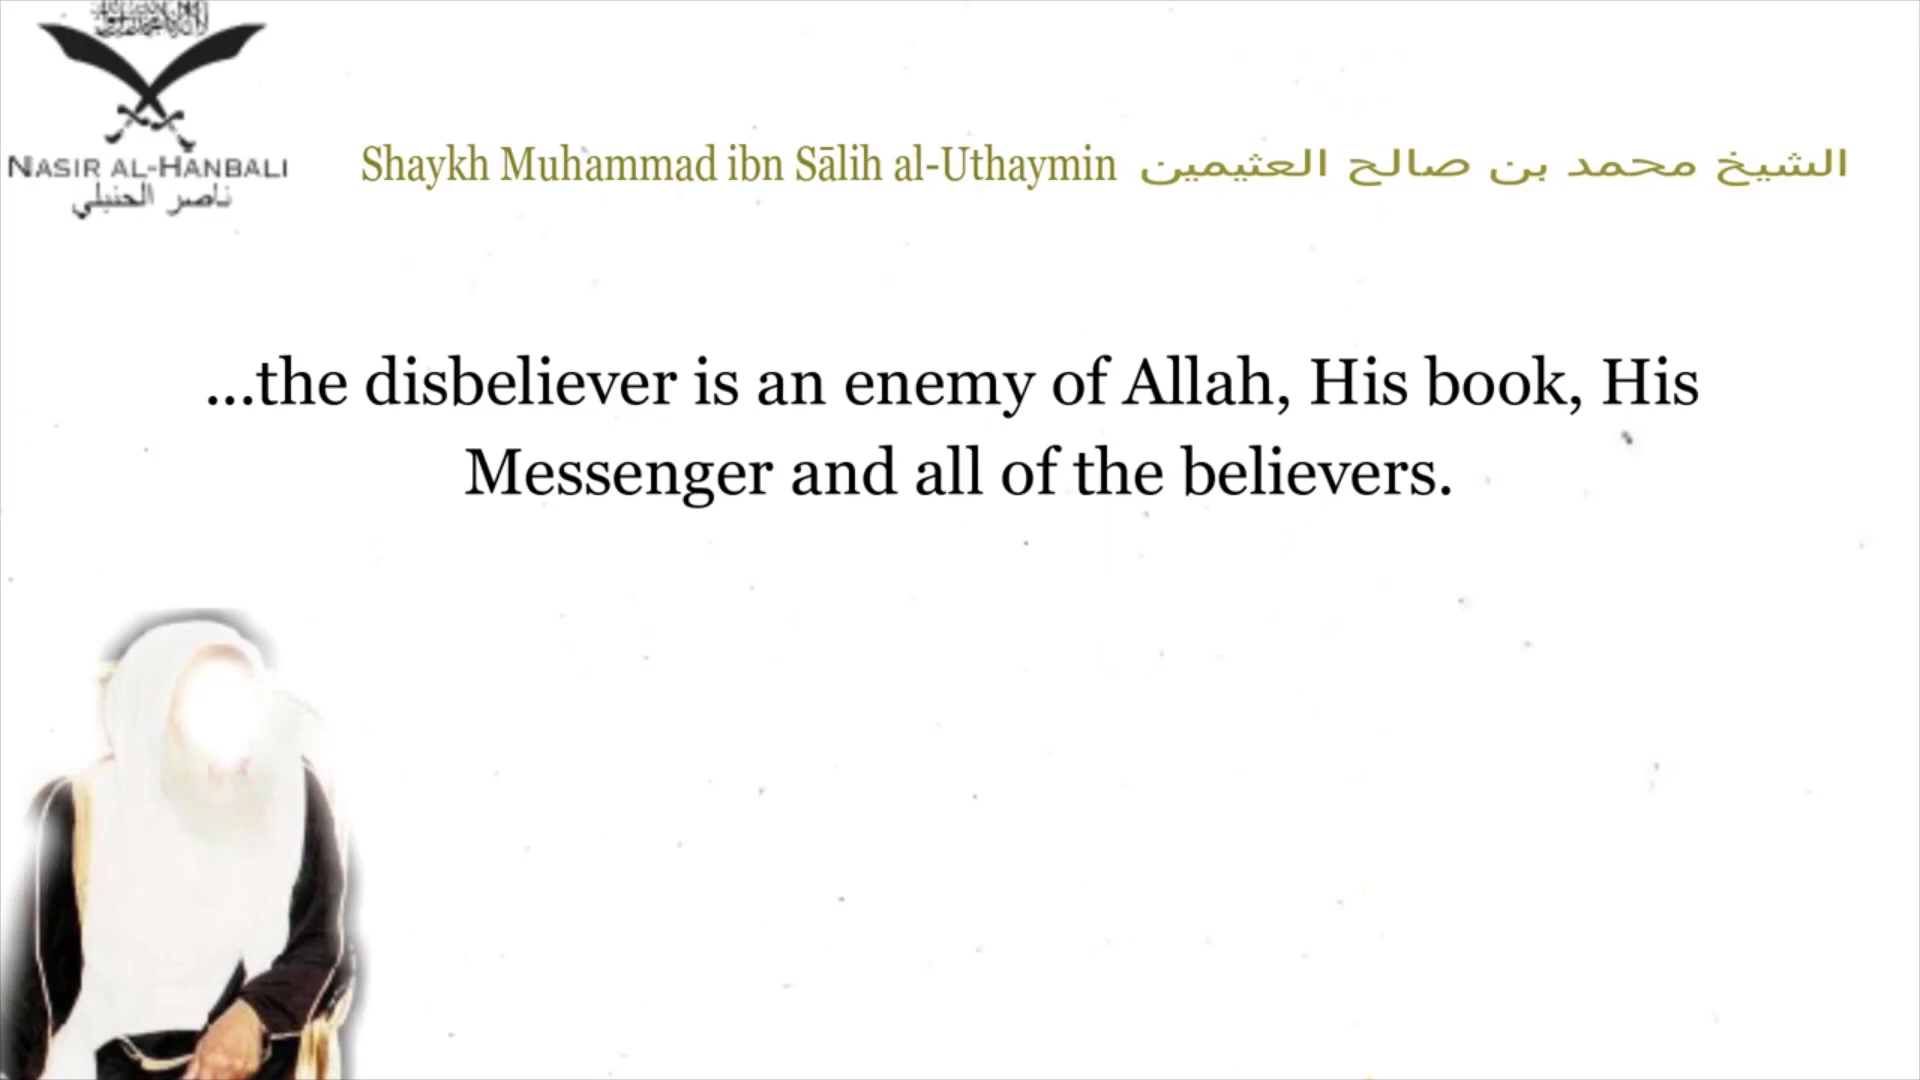 NASIR AL-HANBALI
ناصر الحنبلي
Shaykh Muhammad ibn Sālih al-Uthaymin الشيخ محمد بن صالح العثيمين
...the disbeliever is an enemy of Allah, His book, His
Messenger and all of the believers.